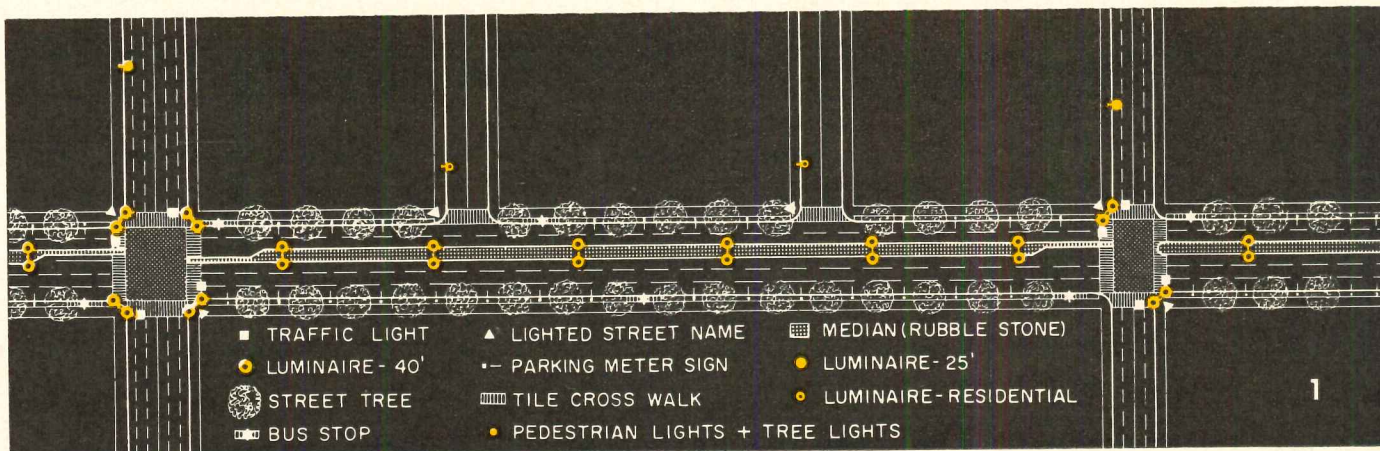 TRAFFIC LIGHT
LIGHTED STREET NAME
MEDIAN (RUBBLE STONE)
LUMINAIRE - 40'
PARKING METER SIGN
LUMINAIRE - 25'
STREET TREE
TILE CROSS WALK
LUMINAIRE - RESIDENTIAL
BUS STOP
PEDESTRIAN LIGHTS + TREE LIGHTS
1